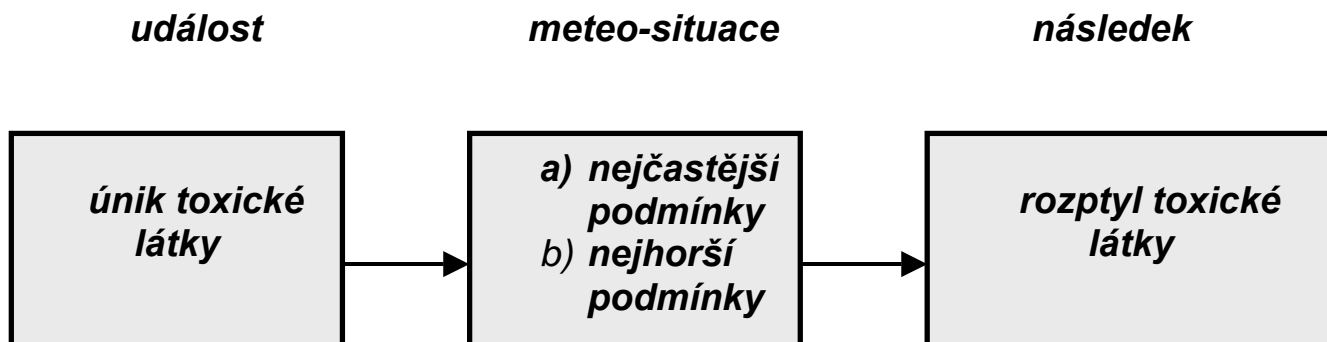 událost meteo-situace následek
únik toxické
látky
a) nejčastější
podmínky
b) nejhorší
podmínky
rozptyl toxické
látky